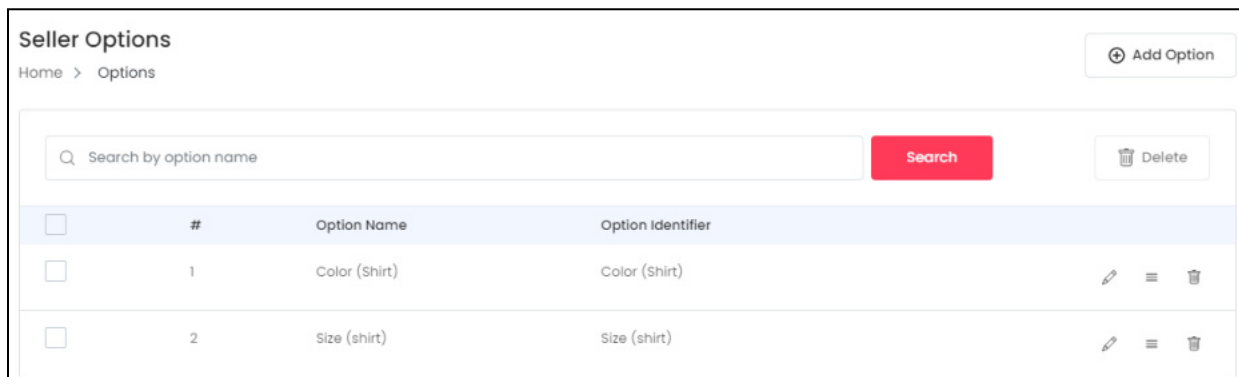 Seller Options
Home > Options
Add Option
Search by option name
Search
Delete
# Option Name Option Identifier
1 Color (Shirt) Color (Shirt)
2 Size (shirt) Size (shirt)